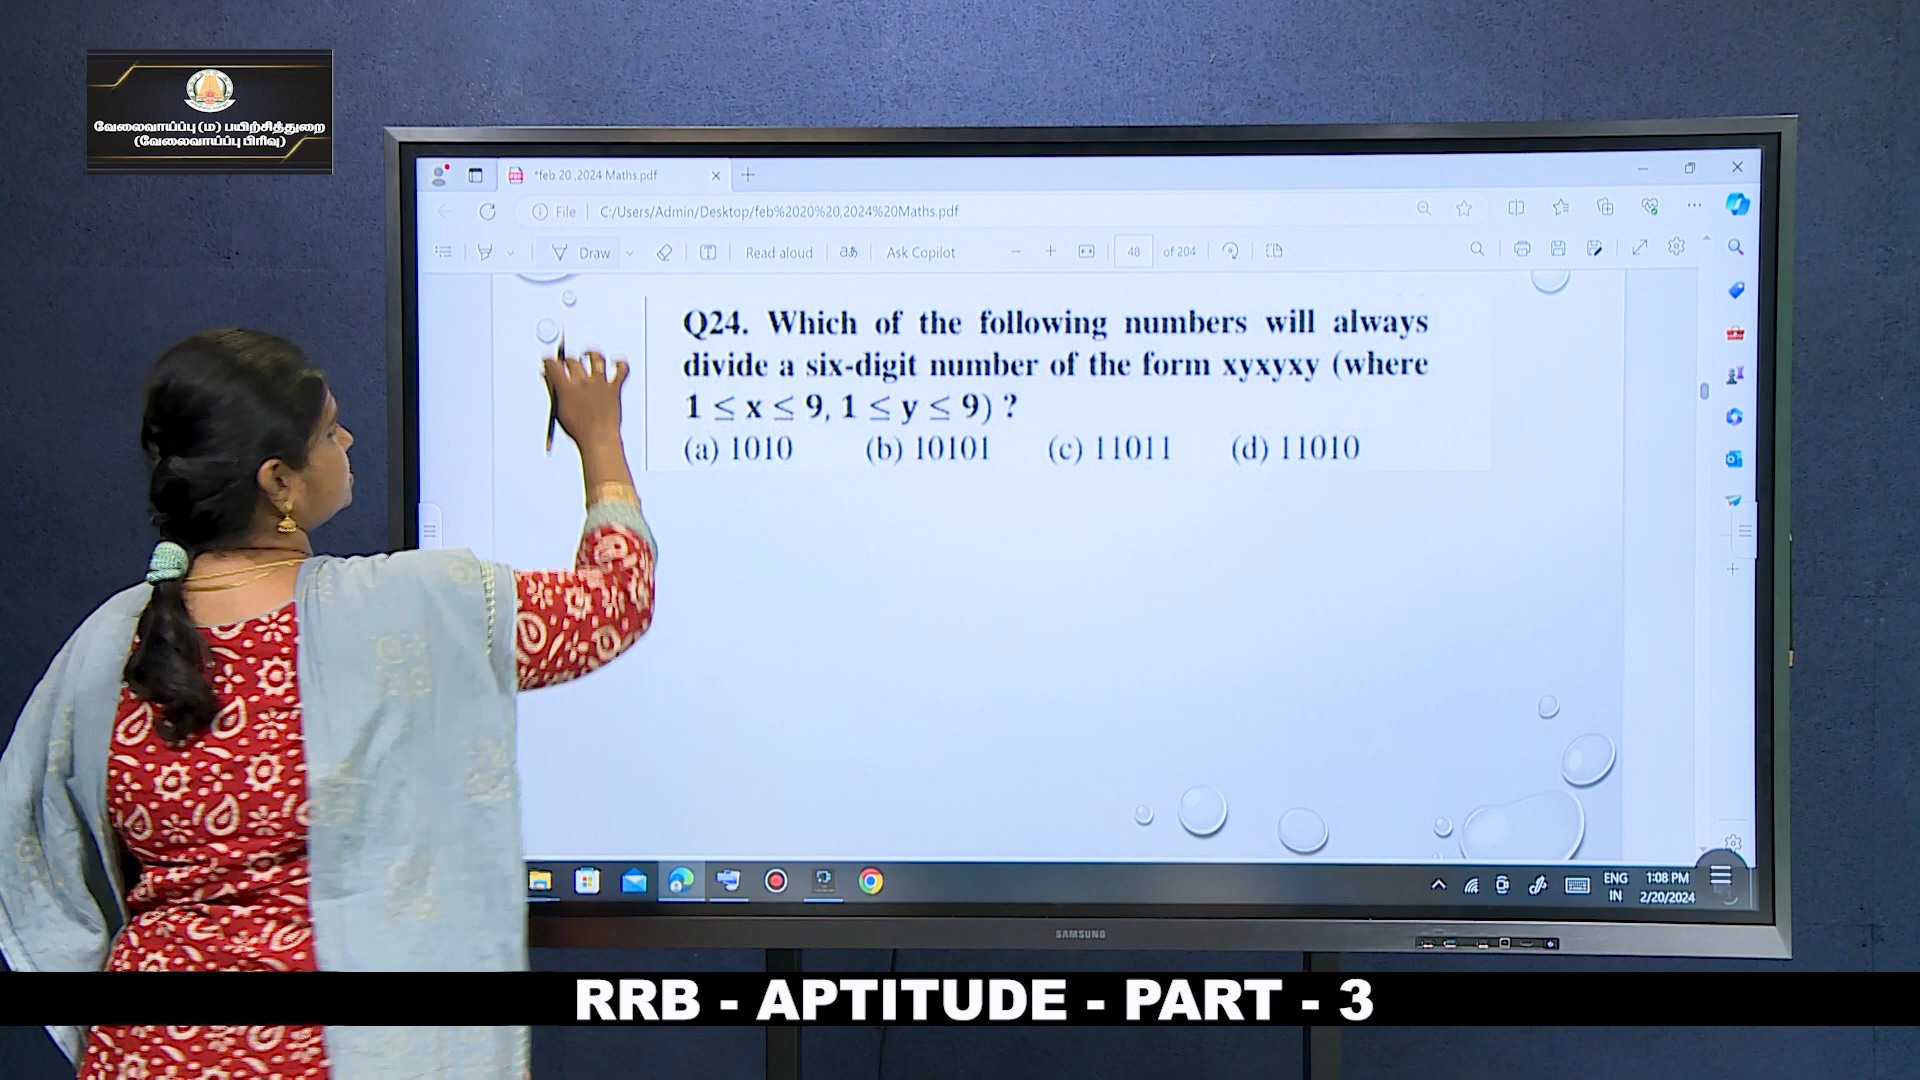 வேலைவாய்ப்பு (ம) பயிற்சித்துறை
(வேலைவாய்ப்பு பிரிவு)
*feb 20 ,2024 Maths.pdf
File C:/Users/Admin/Desktop/feb%2020%20,2024%20Maths.pdf
Draw Read aloud aあ Ask Copilot 48 of 204
Q24. Which of the following numbers will always
divide a six-digit number of the form xyxyxy (where
1 ≤ x ≤ 9, 1 ≤ y ≤ 9) ?
(a) 1010 (b) 10101 (c) 11011 (d) 11010
ENG 1:08 PM
IN 2/20/2024
SAMSUNG
RRB - APTITUDE - PART - 3